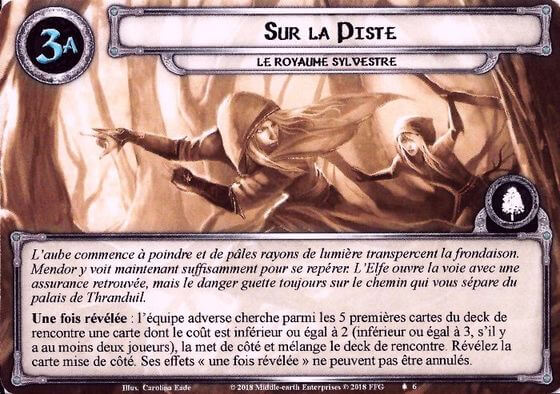 3A
SUR LA PISTE
LE ROYAUME SYLVESTRE
L'aube commence à poindre et de pâles rayons de lumière transpercent la frondaison.
Mendor y voit maintenant suffisamment pour se repérer. L'Elfe ouvre la voie avec une
assurance retrouvée, mais le danger guette toujours sur le chemin qui vous sépare du
palais de Thranduil.
Une fois révélée : l'équipe adverse cherche parmi les 5 premières cartes du deck de
rencontre une carte dont le coût est inférieur ou égal à 2 (inférieur ou égal à 3, s'il y
a au moins deux joueurs), la met de côté et mélange le deck de rencontre. Révélez la
carte mise de côté. Ses effets « une fois révélée » ne peuvent pas être annulés.
Illus. Carolina Eade © 2018 Middle-earth Enterprises © 2018 FFG 6